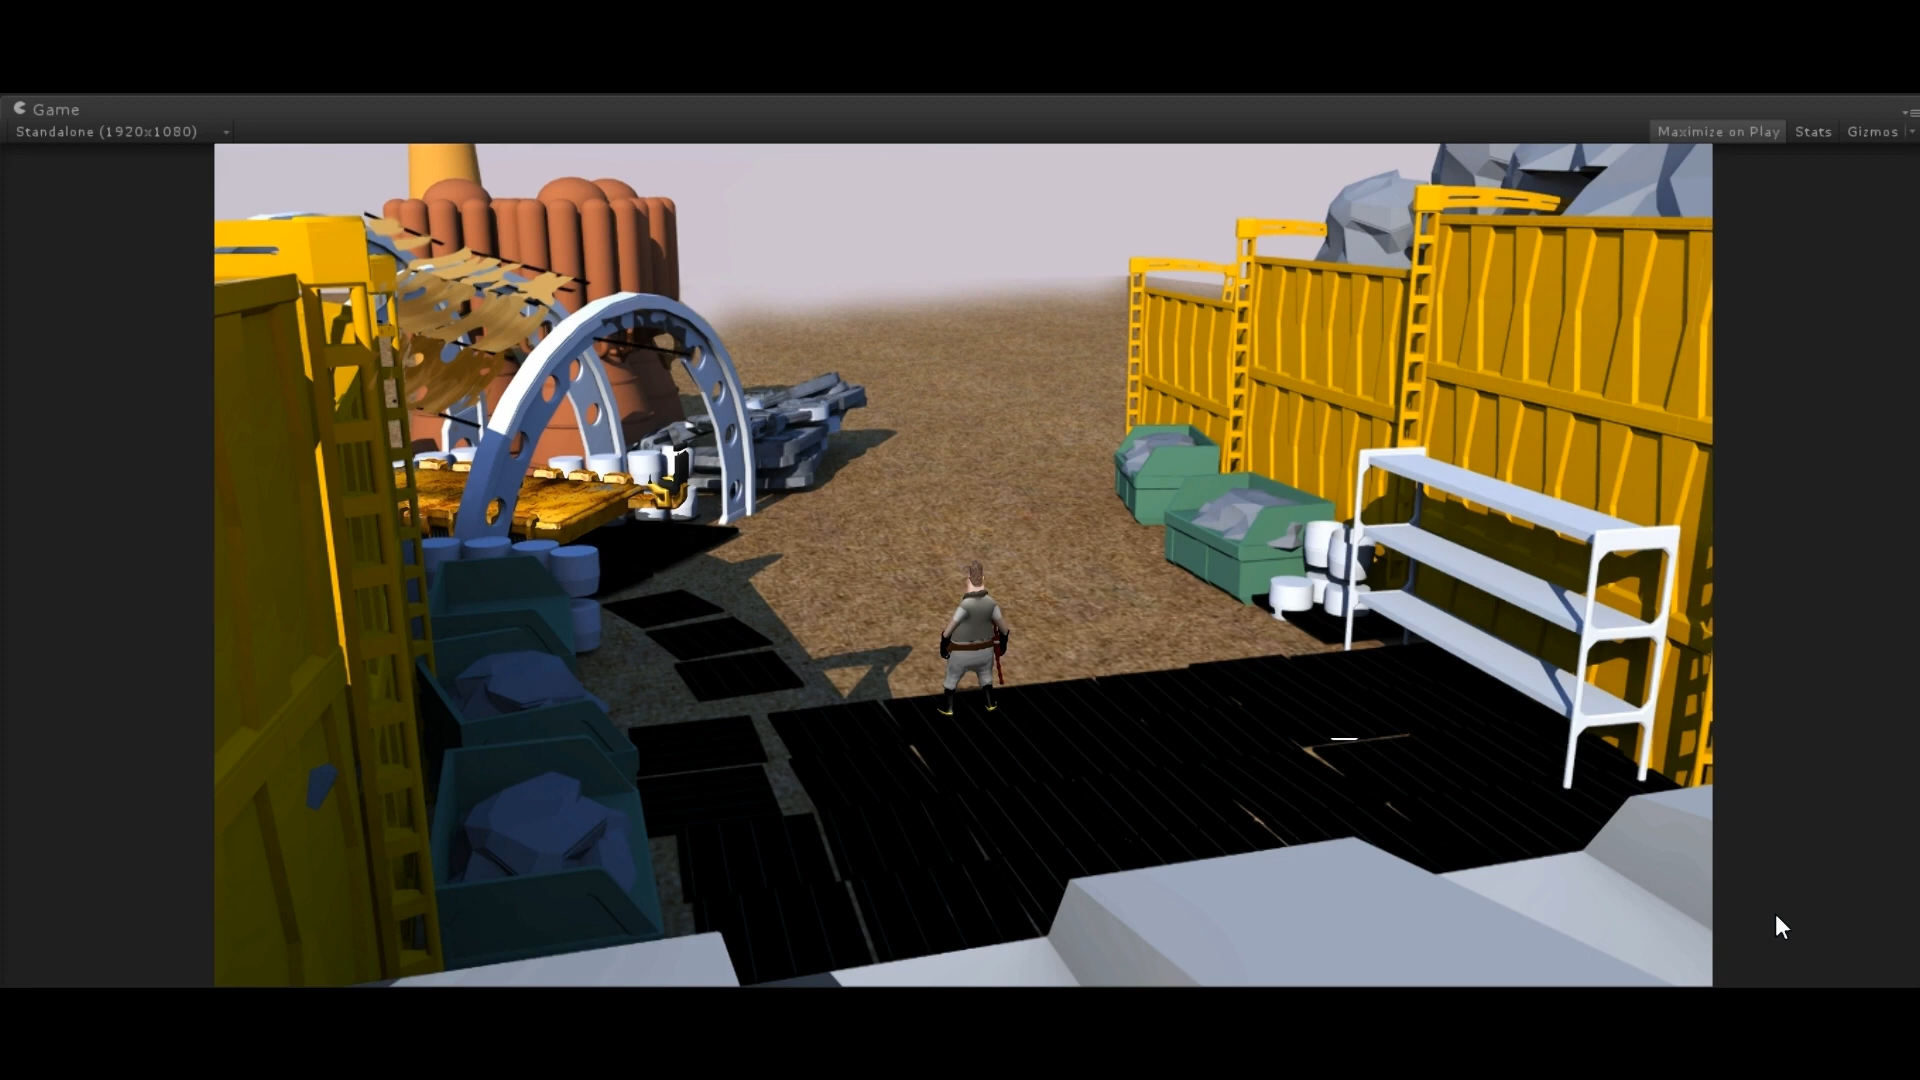 Game
Standalone (1920x1080)
Maximize on Play
Stats
Gizmos